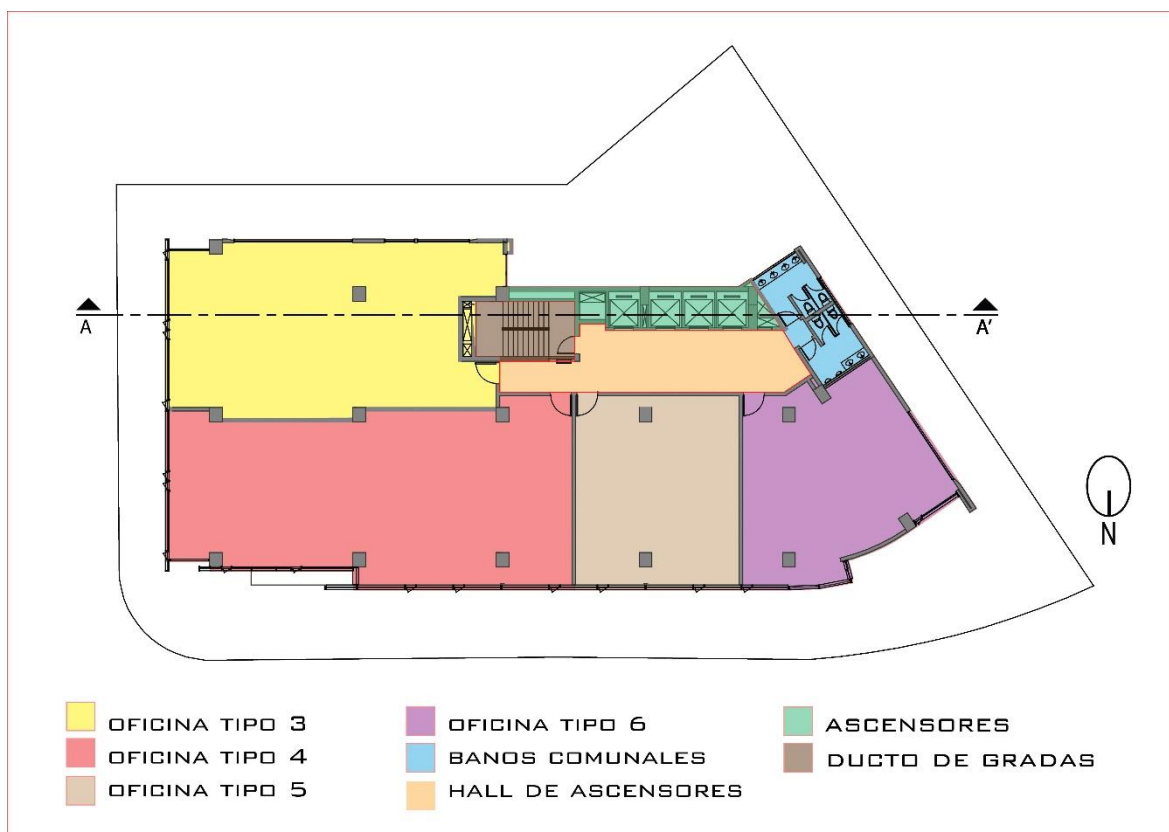 A
A'
N
OFICINA TIPO 3
OFICINA TIPO 4
OFICINA TIPO 5
OFICINA TIPO 6
BANOS COMUNALES
HALL DE ASCENSORES
ASCENSORES
DUCTO DE GRADAS